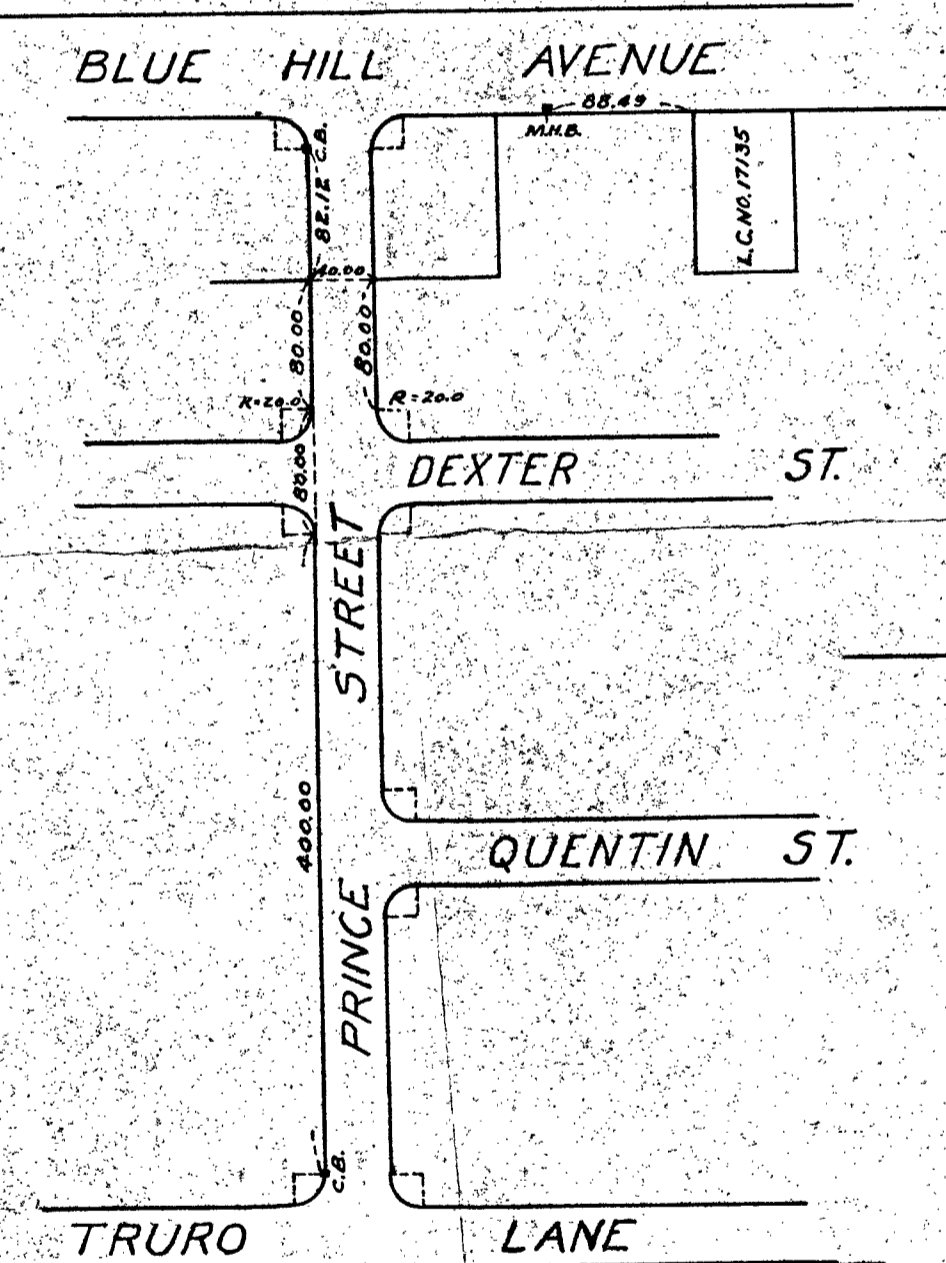 BLUE HILL AVENUE
88.49
M.H.B.
C.B.
82.12
L.C.NO.17135
40.00
80.00
80.00
R=20.0
R=20.0
80.00
DEXTER ST.
PRINCE STREET
400.00
QUENTIN ST.
C.B.
TRURO LANE